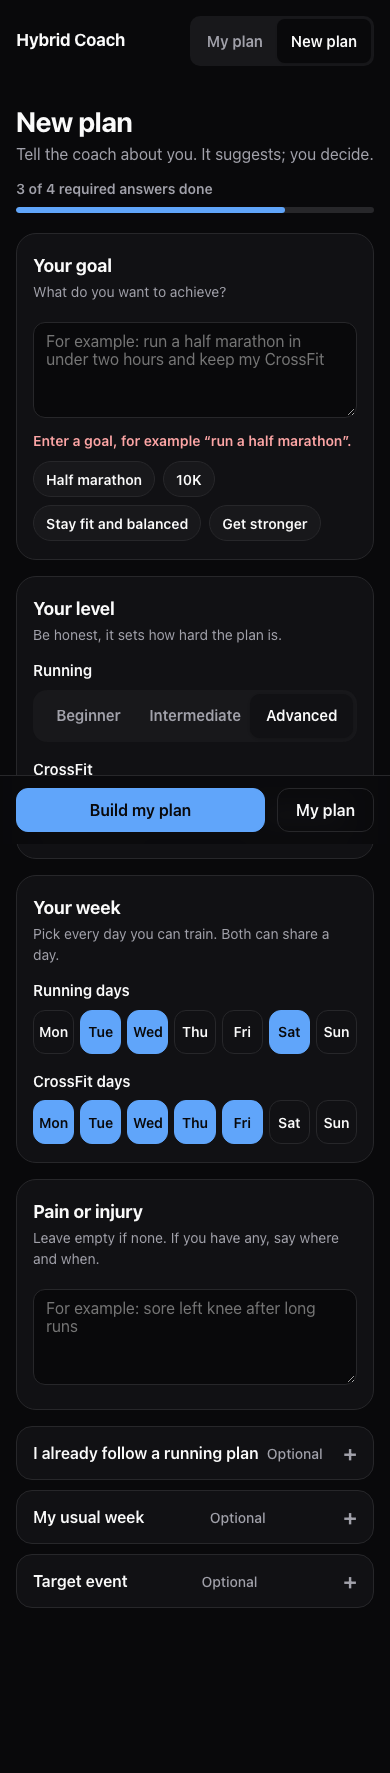 Hybrid Coach
My plan
New plan
New plan
Tell the coach about you. It suggests; you decide.
3 of 4 required answers done
Your goal
What do you want to achieve?
For example: run a half marathon in
under two hours and keep my CrossFit
Enter a goal, for example “run a half marathon”.
Half marathon
10K
Stay fit and balanced
Get stronger
Your level
Be honest, it sets how hard the plan is.
Running
Beginner
Intermediate
Advanced
CrossFit
Build my plan
My plan
Your week
Pick every day you can train. Both can share a
day.
Running days
Mon Tue Wed Thu Fri Sat Sun
CrossFit days
Mon Tue Wed Thu Fri Sat Sun
Pain or injury
Leave empty if none. If you have any, say where
and when.
For example: sore left knee after long
runs
I already follow a running plan Optional +
My usual week Optional +
Target event Optional +